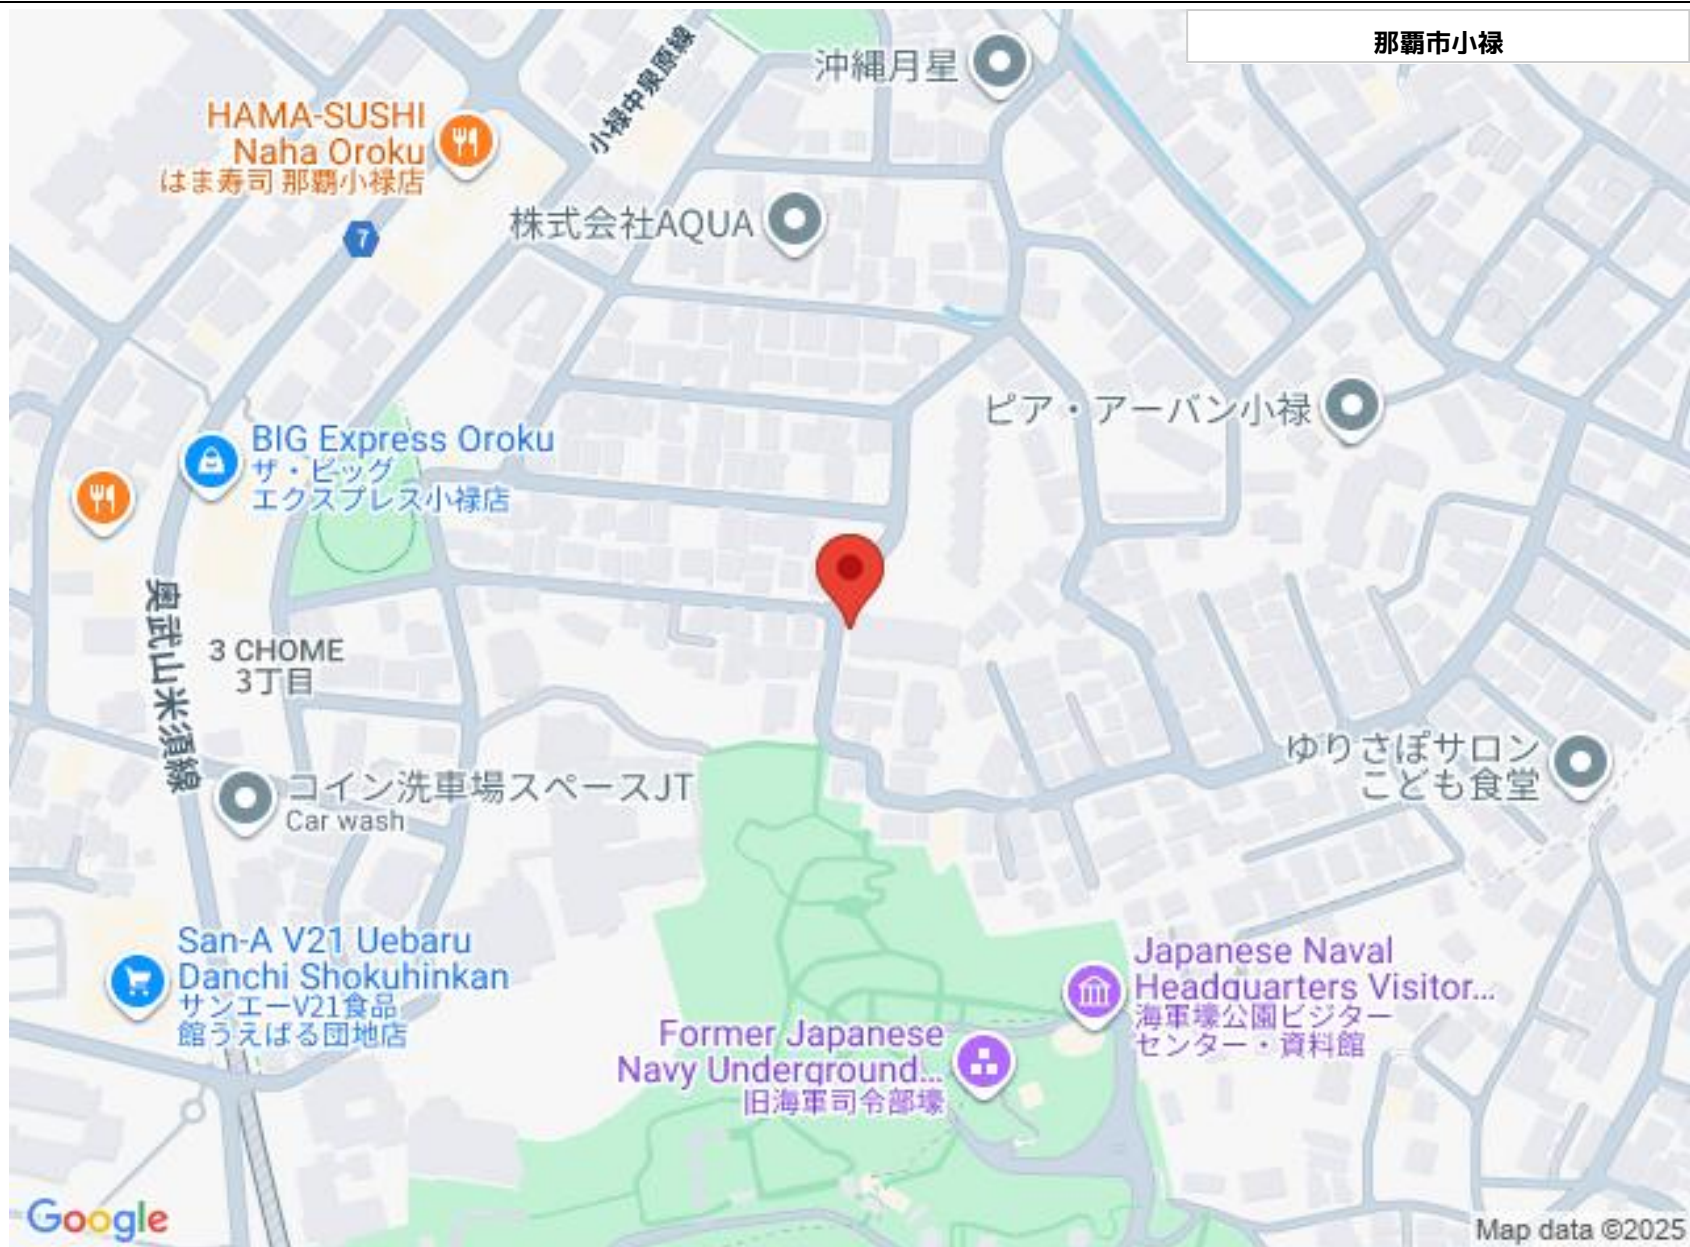 那覇市小禄
沖縄月星
小禄中泉原線
HAMA-SUSHI
Naha Oroku
はま寿司 那覇小禄店
7
株式会社AQUA
ピア・アーバン小禄
BIG Express Oroku
ザ・ビッグ
エクスプレス小禄店
奥武山米須線
3 CHOME
3丁目
コイン洗車場スペースJT
Car wash
ゆりさぽサロン
こども食堂
San-A V21 Uebaru
Danchi Shokuhinkan
サンエーV21食品
館うえばる団地店
Japanese Naval
Headquarters Visitor...
海軍壕公園ビジター
センター・資料館
Former Japanese
Navy Underground...
旧海軍司令部壕
Google
Map data ©2025